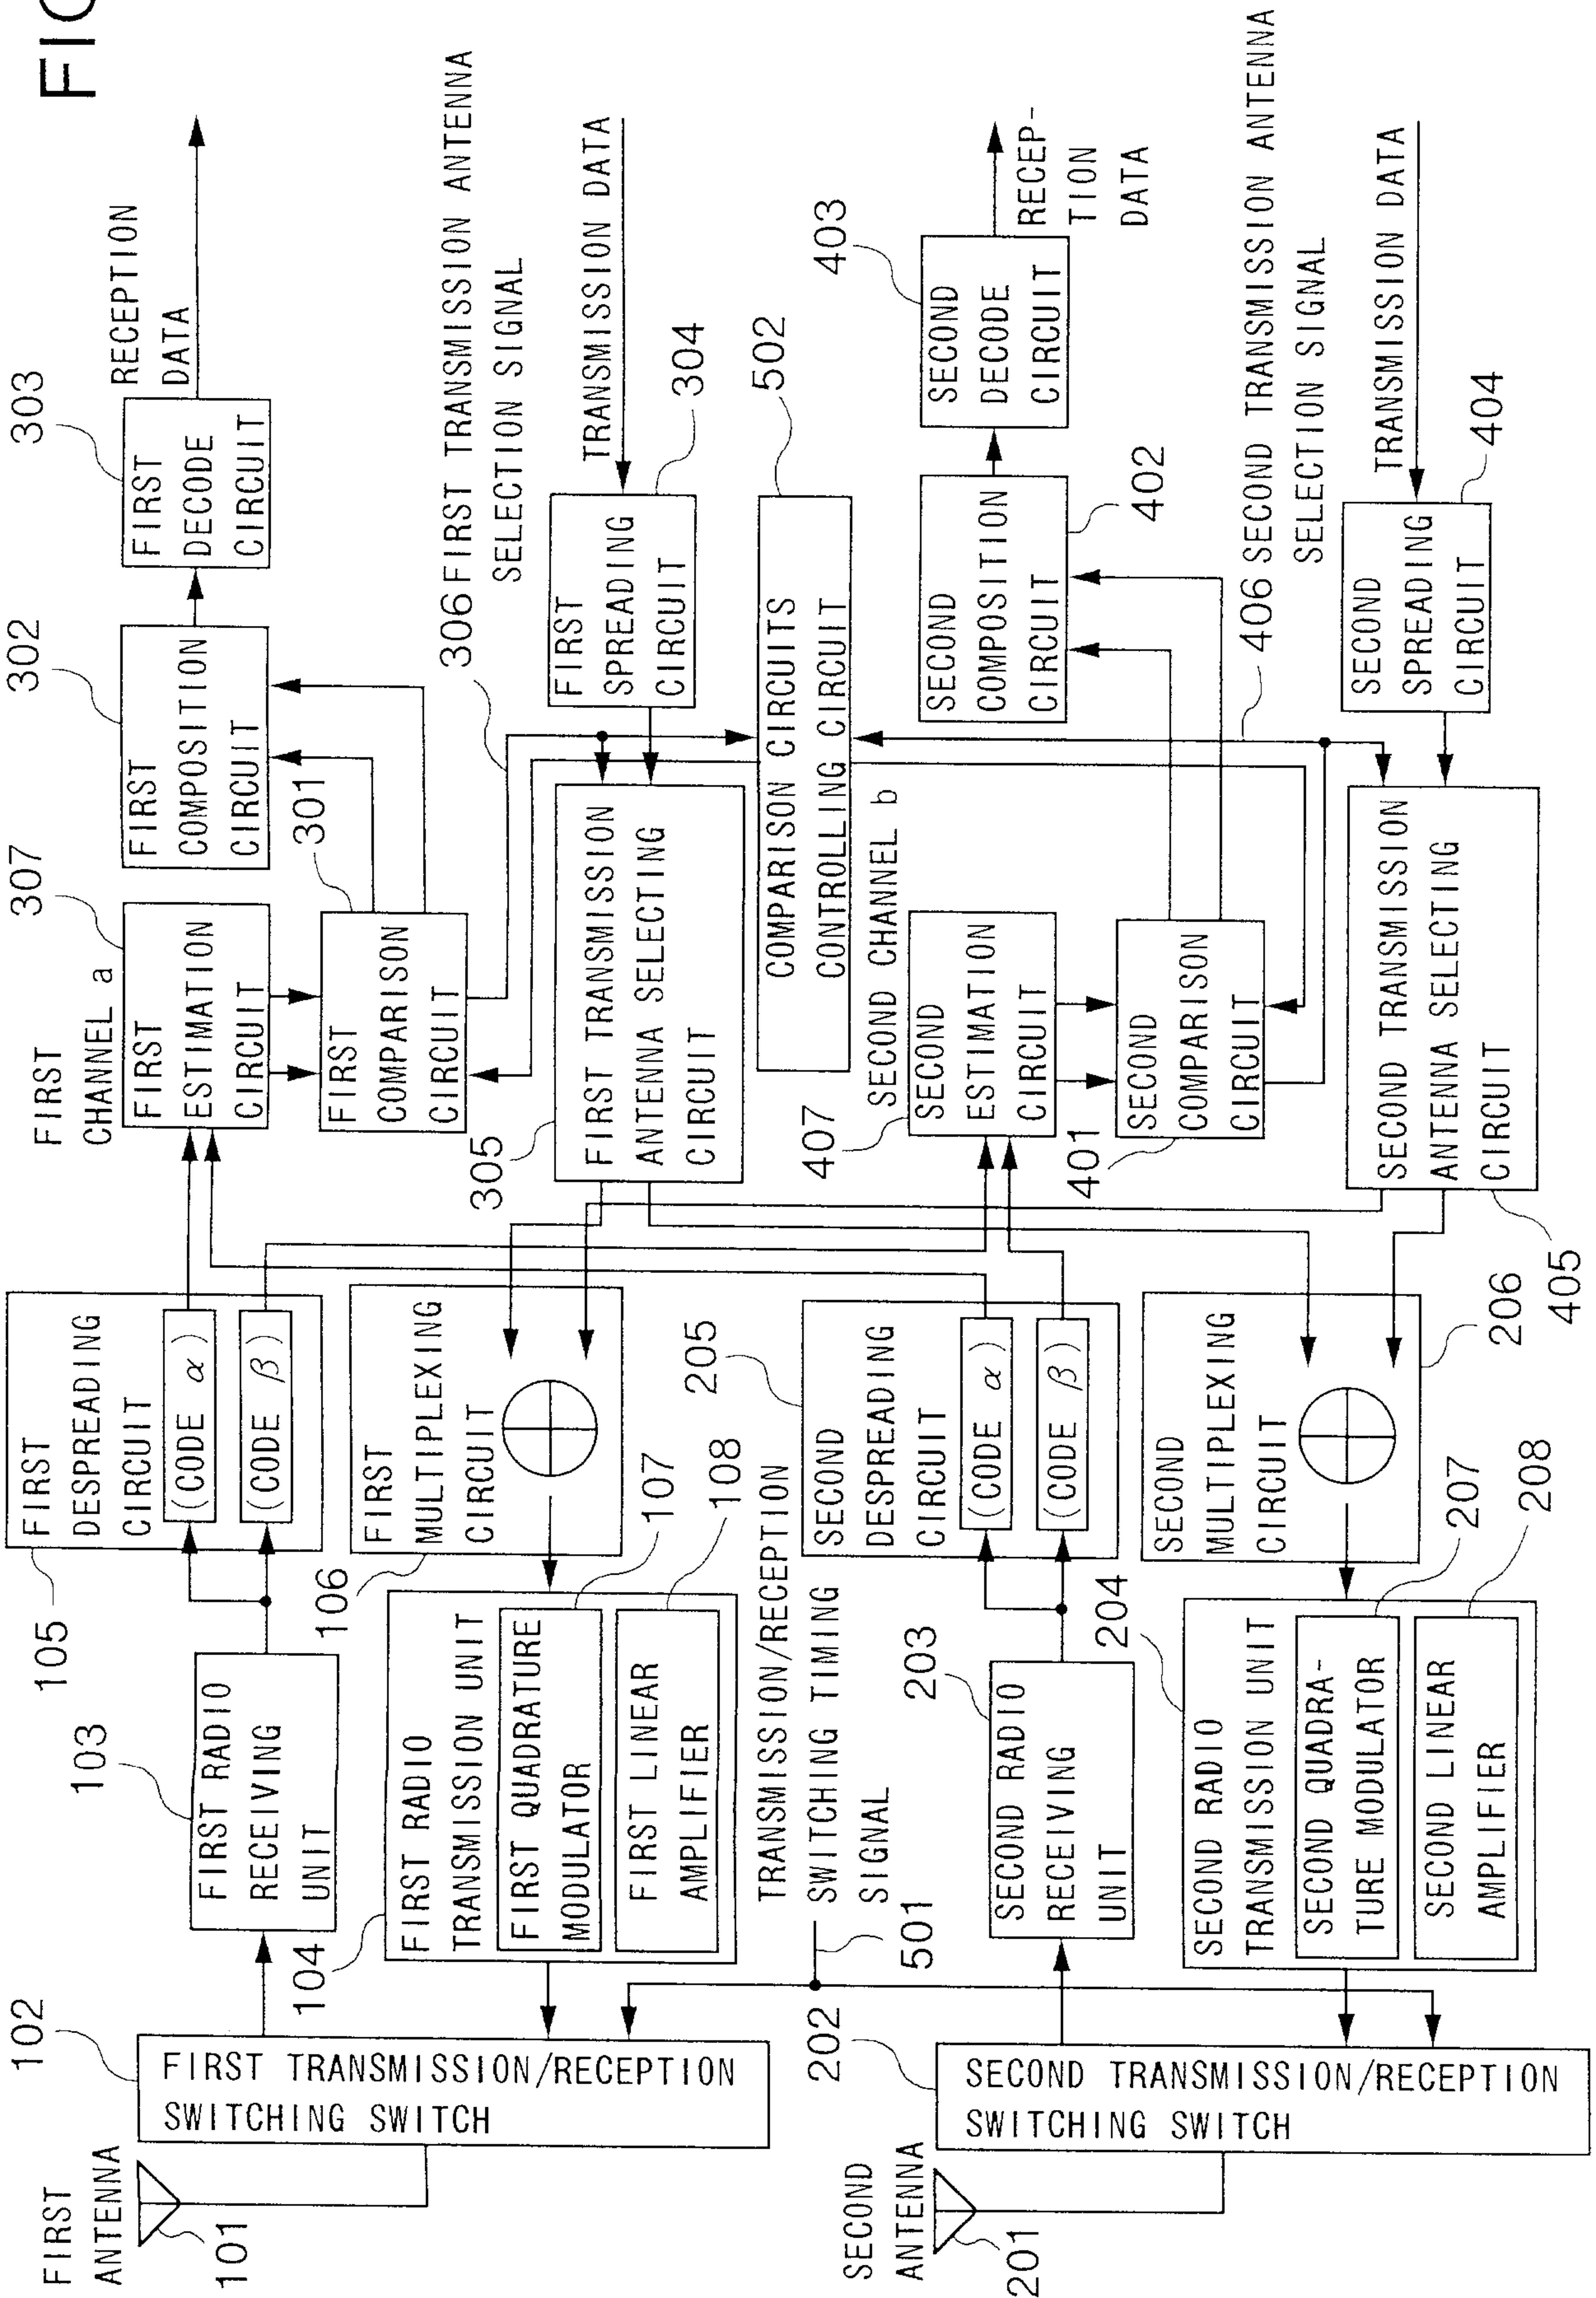 FIG
FIRST
ANTENNA
101
102
FIRST TRANSMISSION/RECEPTION
SWITCHING SWITCH
103
FIRST RADIO
RECEIVING
UNIT
104
FIRST RADIO
TRANSMISSION UNIT
FIRST QUADRATURE
MODULATOR
FIRST LINEAR
AMPLIFIER
107
108
105
FIRST
DESPREADING
CIRCUIT
(CODE α)
(CODE β)
106
FIRST
MULTIPLEXING
CIRCUIT
FIRST
CHANNEL a
307
FIRST
ESTIMATION
CIRCUIT
301
FIRST
COMPARISON
CIRCUIT
302
FIRST
COMPOSITION
CIRCUIT
303
FIRST
DECODE
CIRCUIT
RECEPTION
DATA
306 FIRST TRANSMISSION ANTENNA
SELECTION SIGNAL
TRANSMISSION DATA
304
FIRST
SPREADING
CIRCUIT
305
FIRST TRANSMISSION
ANTENNA SELECTING
CIRCUIT
502
COMPARISON CIRCUITS
CONTROLLING CIRCUIT
TRANSMISSION/RECEPTION
SWITCHING TIMING
SIGNAL
501
SECOND
ANTENNA
201
202
SECOND TRANSMISSION/RECEPTION
SWITCHING SWITCH
203
SECOND RADIO
RECEIVING
UNIT
204
SECOND RADIO
TRANSMISSION UNIT
SECOND QUADRA-
TURE MODULATOR
SECOND LINEAR
AMPLIFIER
207
208
205
SECOND
DESPREADING
CIRCUIT
(CODE α)
(CODE β)
206
SECOND
MULTIPLEXING
CIRCUIT
SECOND CHANNEL b
407
SECOND
ESTIMATION
CIRCUIT
401
SECOND
COMPARISON
CIRCUIT
402
SECOND
COMPOSITION
CIRCUIT
403
SECOND
DECODE
CIRCUIT
RECEP-
TION
DATA
406 SECOND TRANSMISSION ANTENNA
SELECTION SIGNAL
TRANSMISSION DATA
404
SECOND
SPREADING
CIRCUIT
405
SECOND TRANSMISSION
ANTENNA SELECTING
CIRCUIT